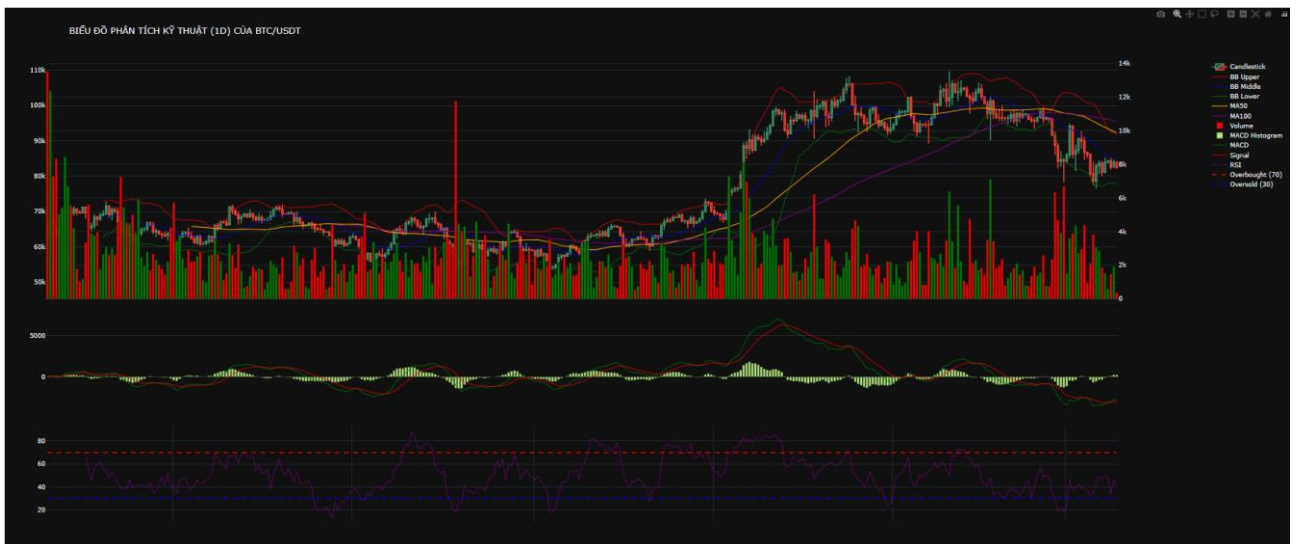 BIỂU ĐỒ PHÂN TÍCH KỸ THUẬT (1D) CỦA BTC/USDT
110k
100k
90k
80k
70k
60k
50k
14k
12k
10k
8k
6k
4k
2k
0
Candlestick
BB Upper
BB Middle
BB Lower
MA50
MA100
Volume
MACD Histogram
MACD
Signal
RSI
Overbought (70)
Oversold (30)
5000
0
80
60
40
20